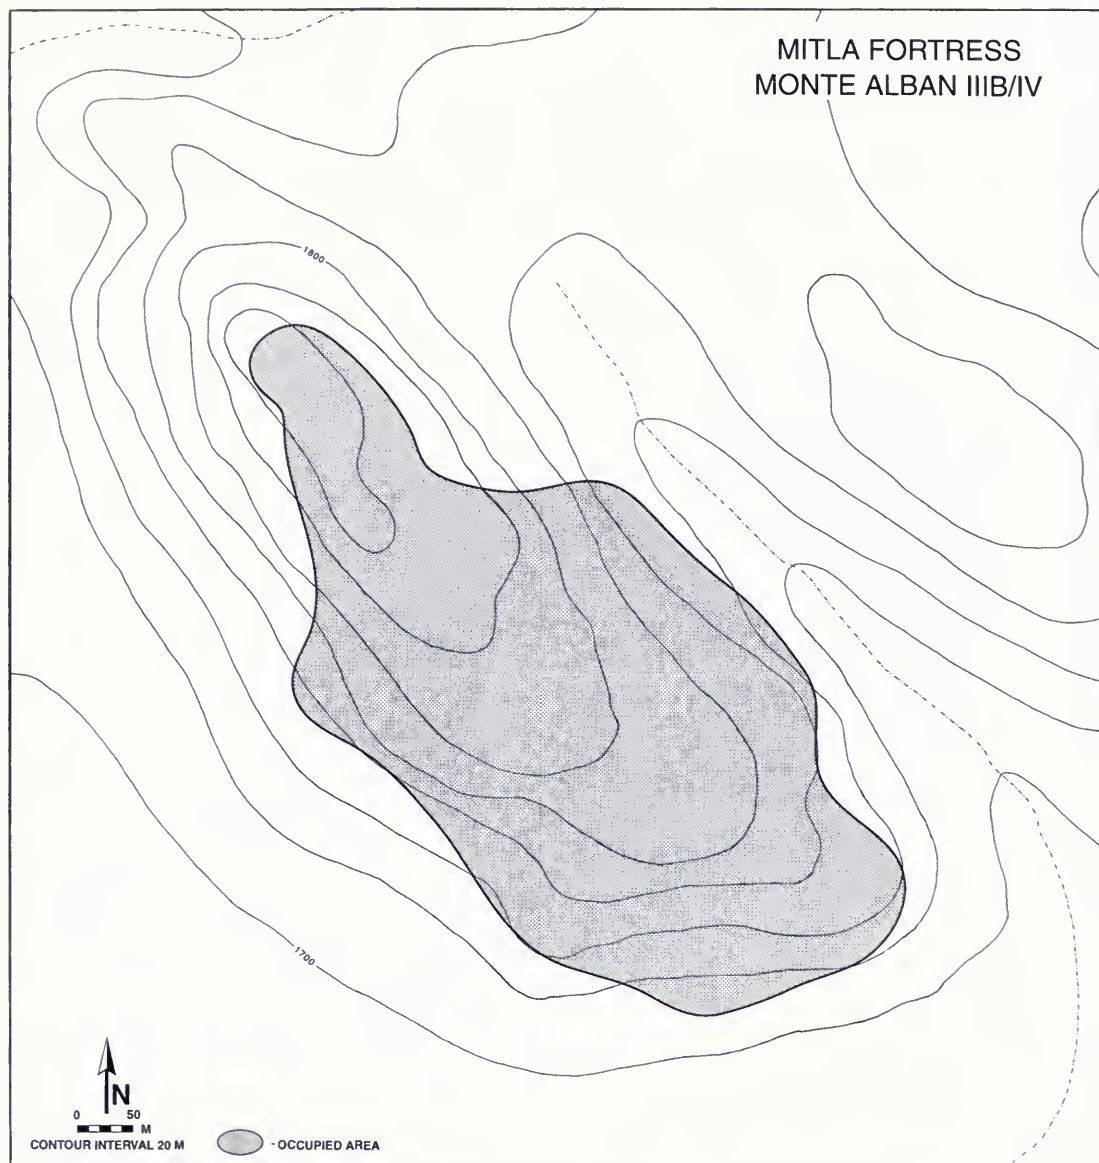 MITLA FORTRESS
MONTE ALBAN IIIB/IV
1800
1700
N
0 50
M
CONTOUR INTERVAL 20 M
- OCCUPIED AREA